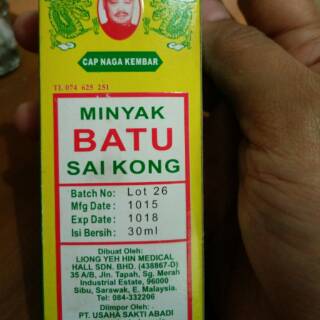 CAP NAGA KEMBAR
TI. 074 625 251
MINYAK
BATU
SAI KONG
Batch No: Lot 26
Mfg Date: 1015
Exp Date: 1018
Isi Bersih: 30ml
Dibuat Oleh:
LIONG YEH HIN MEDICAL
HALL SDN. BHD. (438867-D)
35 A/B, Jln. Tapah, Sg. Merah
Industrial Estate, 96000
Sibu, Sarawak, E. Malaysia.
Tel: 084-332206
Diimpor Oleh:
PT. USAHA SAKTI ABADI